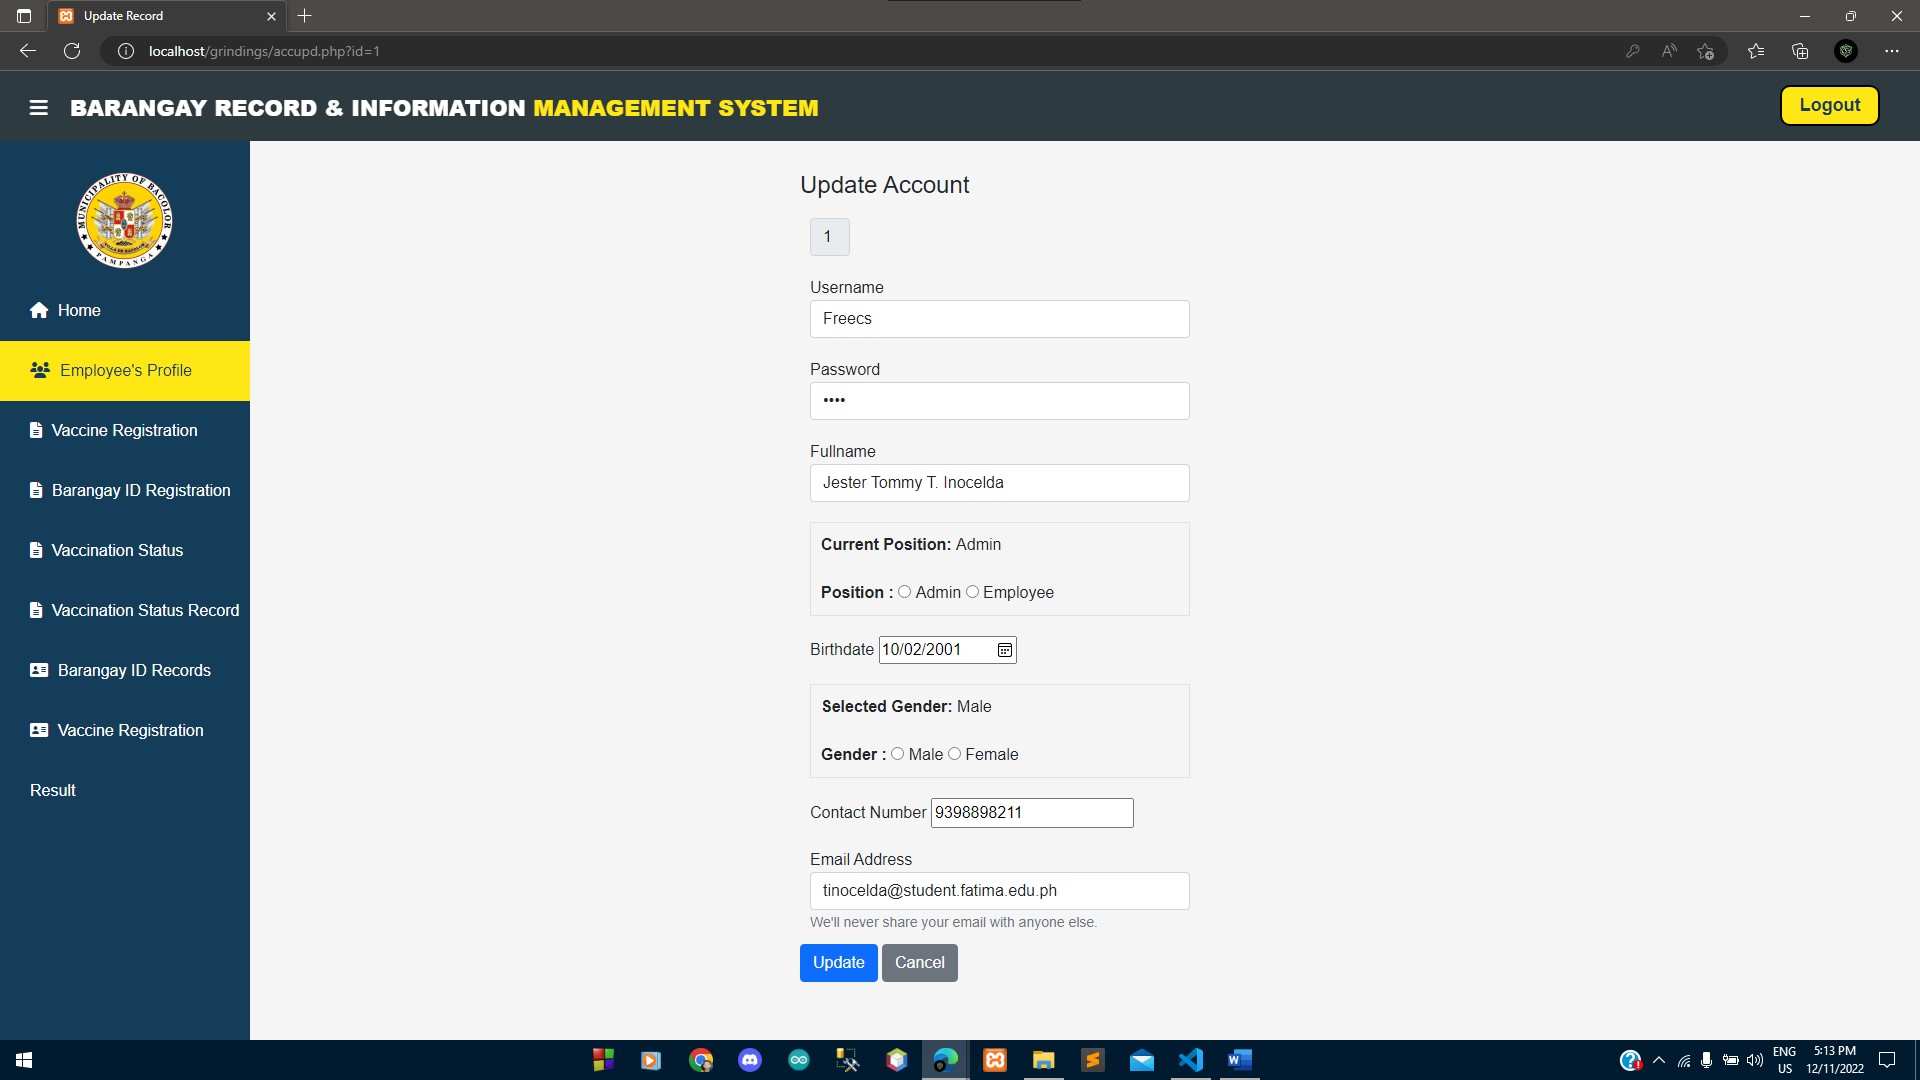 Update Record
localhost/grindings/accupd.php?id=1
BARANGAY RECORD & INFORMATION MANAGEMENT SYSTEM
Logout
MUNICIPALITY OF BACOLOR
PAMPANGA
Home
Employee's Profile
Vaccine Registration
Barangay ID Registration
Vaccination Status
Vaccination Status Record
Barangay ID Records
Vaccine Registration
Result
Update Account
1
Username
Freecs
Password
••••
Fullname
Jester Tommy T. Inocelda
Current Position: Admin
Position : Admin Employee
Birthdate 10/02/2001
Selected Gender: Male
Gender : Male Female
Contact Number 9398898211
Email Address
tinocelda@student.fatima.edu.ph
We'll never share your email with anyone else.
Update Cancel
ENG
US
5:13 PM
12/11/2022